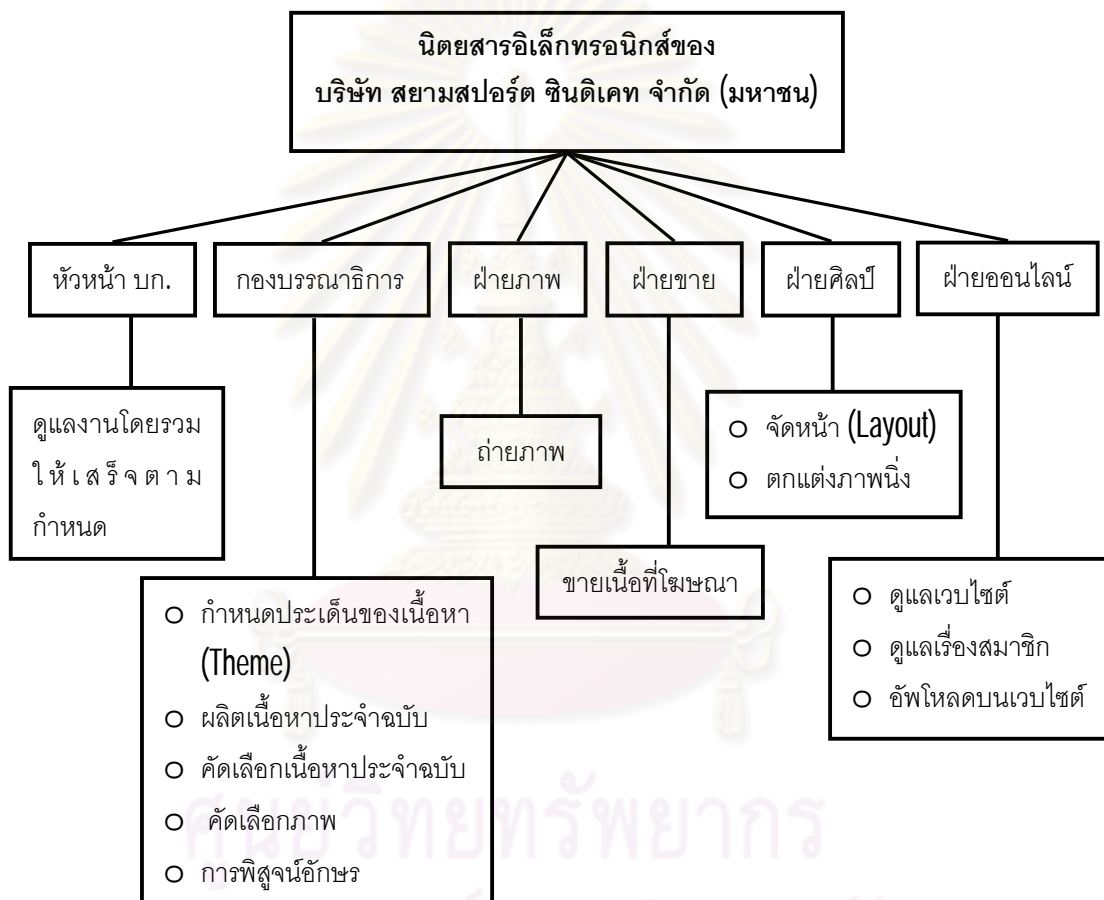 นิตยสารอิเล็กทรอนิกส์ของ
บริษัท สยามสปอร์ต ซินดิเคท จำกัด (มหาชน)
หัวหน้า บก.
กองบรรณาธิการ
ฝ่ายภาพ
ฝ่ายขาย
ฝ่ายศิลป์
ฝ่ายออนไลน์
ดูแลงานโดยรวม
ให้เสร็จตาม
กำหนด
ถ่ายภาพ
จัดหน้า (Layout)
ตกแต่งภาพนิ่ง
ขายเนื้อที่โฆษณา
ดูแลเวบไซต์
ดูแลเรื่องสมาชิก
อัพโหลดบนเวบไซต์
กำหนดประเด็นของเนื้อหา
(Theme)
ผลิตเนื้อหาประจำฉบับ
คัดเลือกเนื้อหาประจำฉบับ
คัดเลือกภาพ
การพิสูจน์อักษร
ศูนย์วิทยทรัพยากร